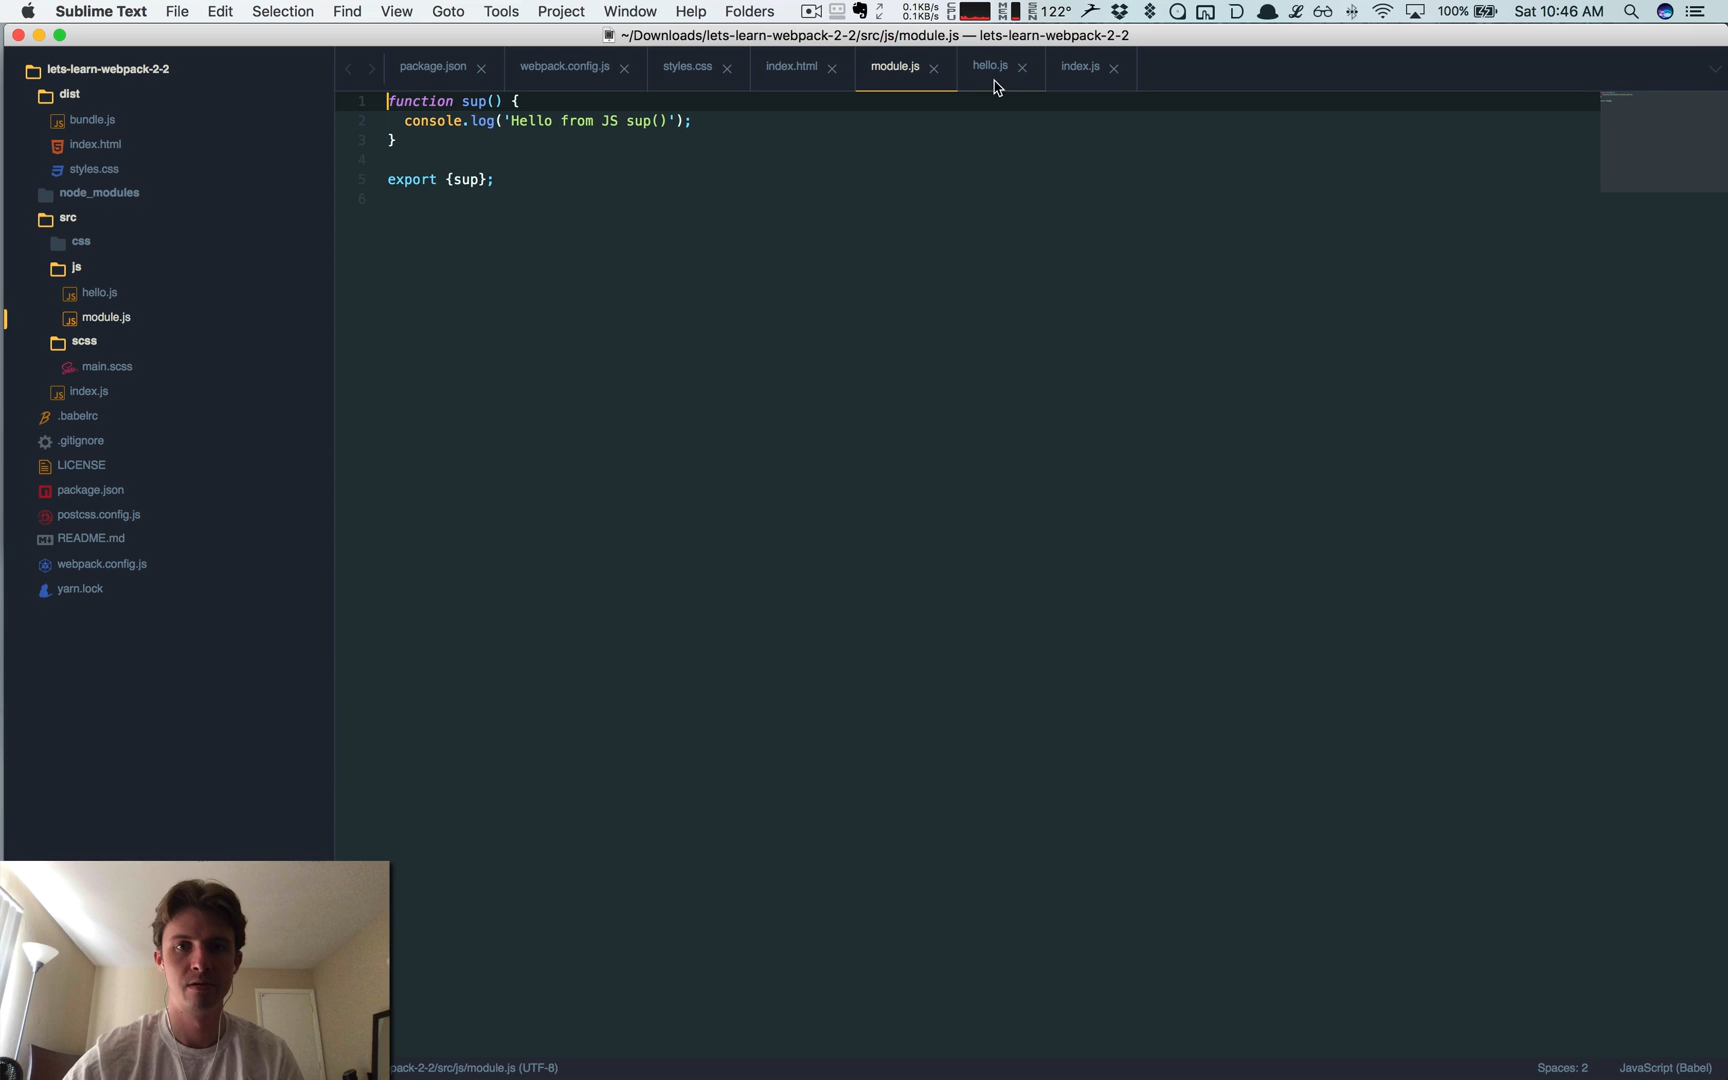 Sublime Text File Edit Selection Find View Goto Tools Project Window Help Folders 0.1KB/s 0.1KB/s CPU MEM SEN 122° 100% Sat 10:46 AM
~/Downloads/lets-learn-webpack-2-2/src/js/module.js — lets-learn-webpack-2-2
package.json webpack.config.js styles.css index.html module.js hello.js index.js
lets-learn-webpack-2-2
dist
bundle.js
index.html
styles.css
node_modules
src
css
js
hello.js
module.js
scss
main.scss
index.js
.babelrc
.gitignore
LICENSE
package.json
postcss.config.js
README.md
webpack.config.js
yarn.lock
1 function sup() {
2 console.log('Hello from JS sup()');
3 }
4
5 export {sup};
6
pack-2-2/src/js/module.js (UTF-8) Spaces: 2 JavaScript (Babel)